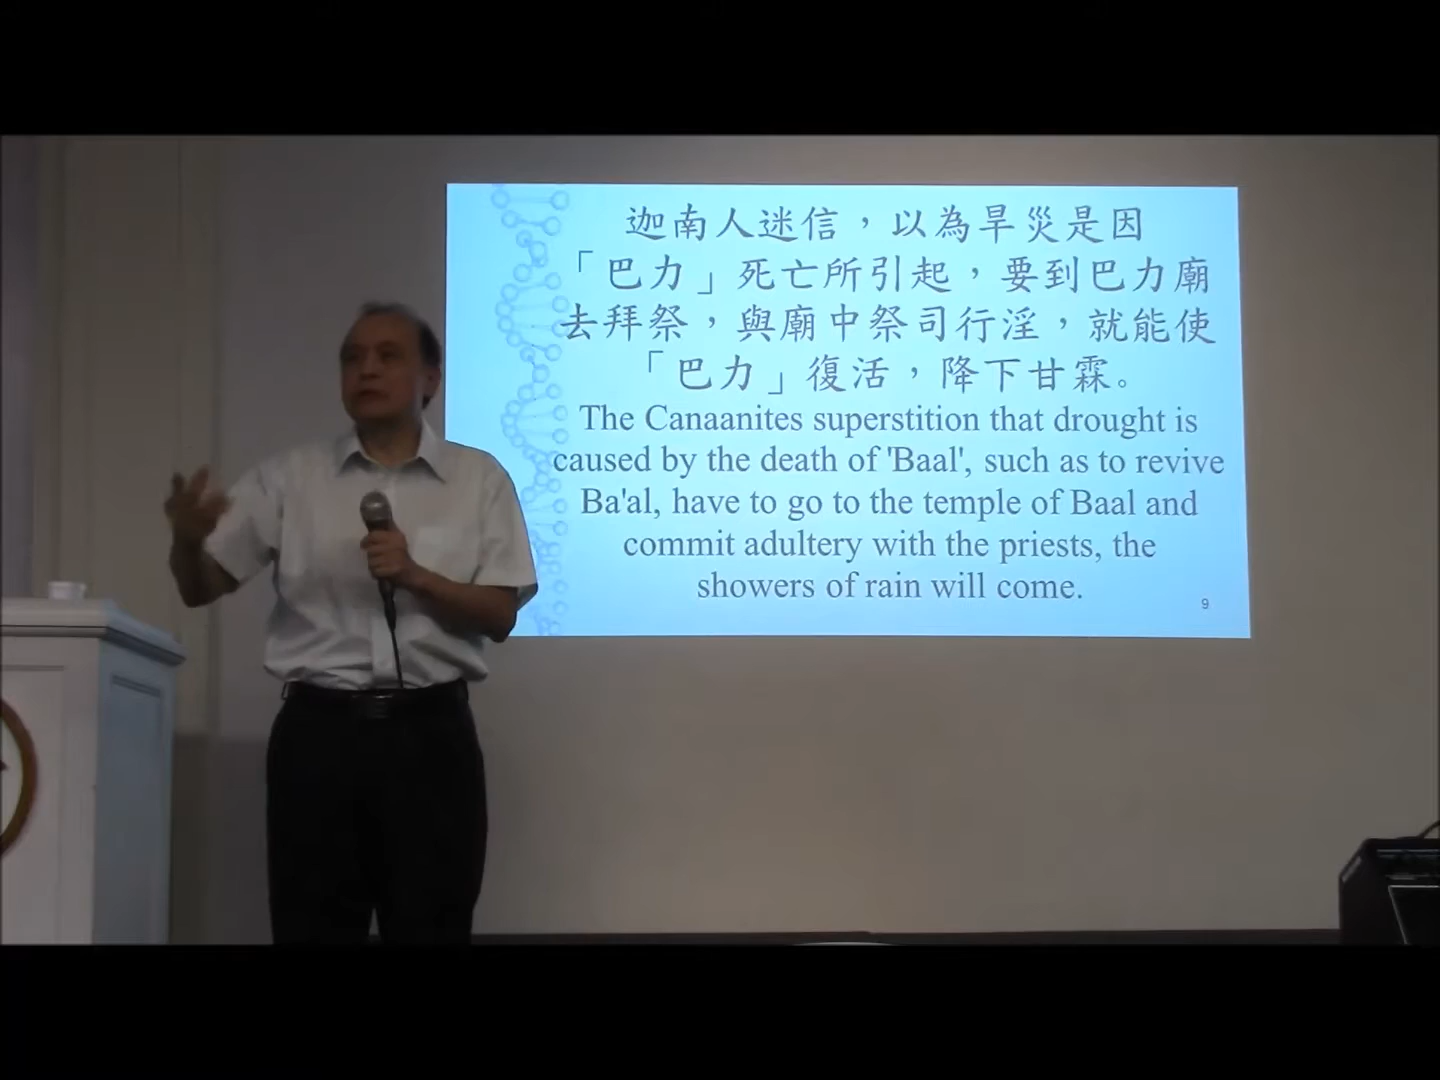 迦南人迷信，以為旱災是因
「巴力」死亡所引起，要到巴力廟
去拜祭，與廟中祭司行淫，就能使
「巴力」復活，降下甘霖。
The Canaanites superstition that drought is
caused by the death of 'Baal', such as to revive
Ba'al, have to go to the temple of Baal and
commit adultery with the priests, the
showers of rain will come.
9